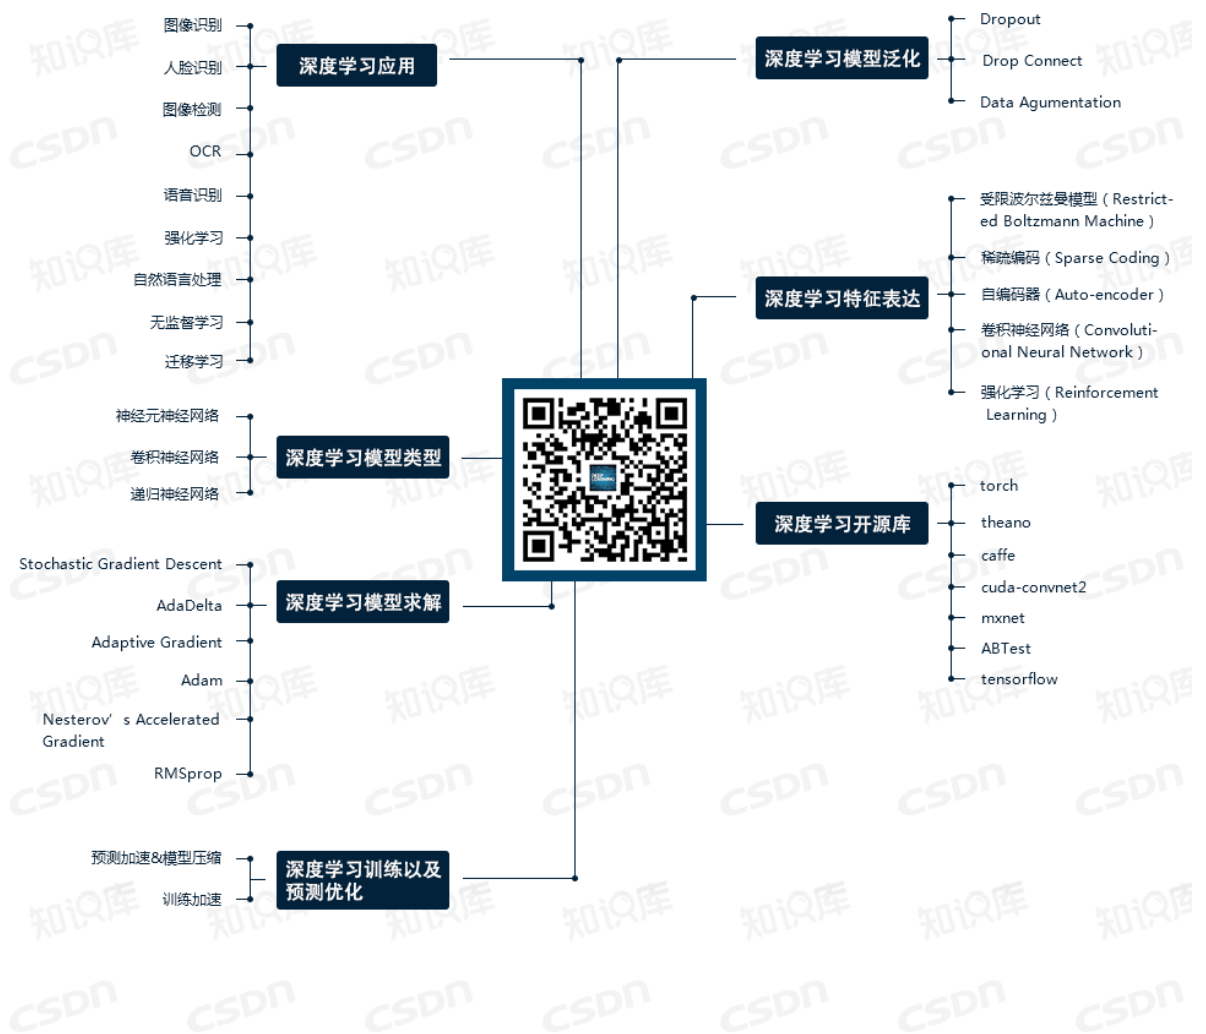 深度学习应用
图像识别
人脸识别
图像检测
OCR
语音识别
强化学习
自然语言处理
无监督学习
迁移学习
深度学习模型类型
神经元神经网络
卷积神经网络
递归神经网络
深度学习模型求解
Stochastic Gradient Descent
AdaDelta
Adaptive Gradient
Adam
Nesterov’s Accelerated
Gradient
RMSprop
深度学习训练以及
预测优化
预测加速&模型压缩
训练加速
深度学习模型泛化
Dropout
Drop Connect
Data Agumentation
深度学习特征表达
受限波尔兹曼模型（Restrict-
ed Boltzmann Machine）
稀疏编码（Sparse Coding）
自编码器（Auto-encoder）
卷积神经网络（Convoluti-
onal Neural Network）
强化学习（Reinforcement
Learning）
深度学习开源库
torch
theano
caffe
cuda-convnet2
mxnet
ABTest
tensorflow
DEEP
LEARNING
知识库
CSDN